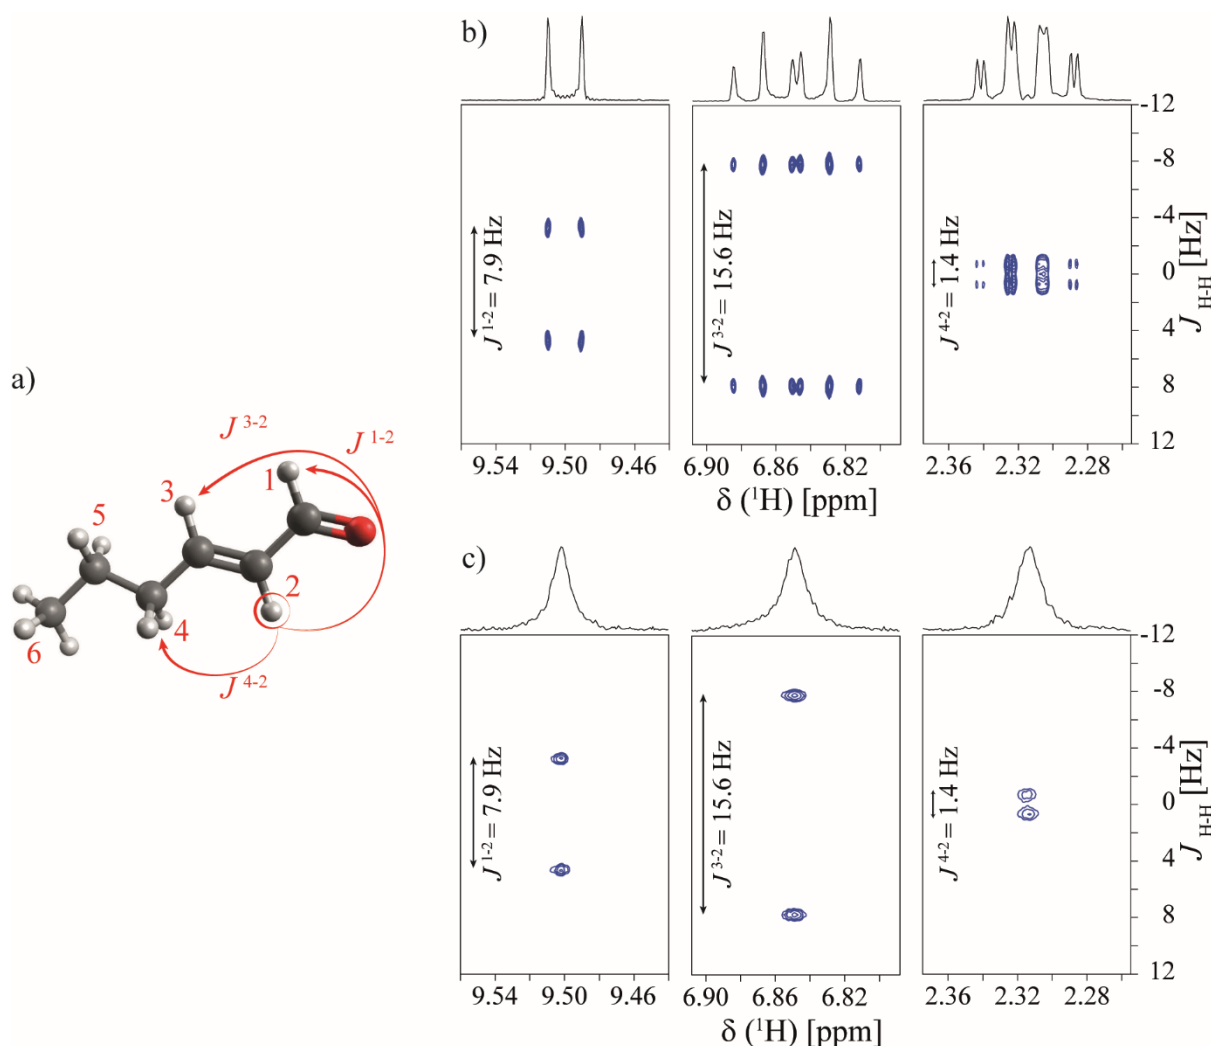 a)
J 3-2
J 1-2
1
3
5
2
4
6
J 4-2
b)
J 1-2 = 7.9 Hz
J 3-2 = 15.6 Hz
J 4-2 = 1.4 Hz
-12
-8
-4
0
4
8
12
J H-H [Hz]
9.54 9.50 9.46
6.90 6.86 6.82
2.36 2.32 2.28
δ (1H) [ppm]
δ (1H) [ppm]
c)
J 1-2 = 7.9 Hz
J 3-2 = 15.6 Hz
J 4-2 = 1.4 Hz
-12
-8
-4
0
4
8
12
J H-H [Hz]
9.54 9.50 9.46
6.90 6.86 6.82
2.36 2.32 2.28
δ (1H) [ppm]
δ (1H) [ppm]